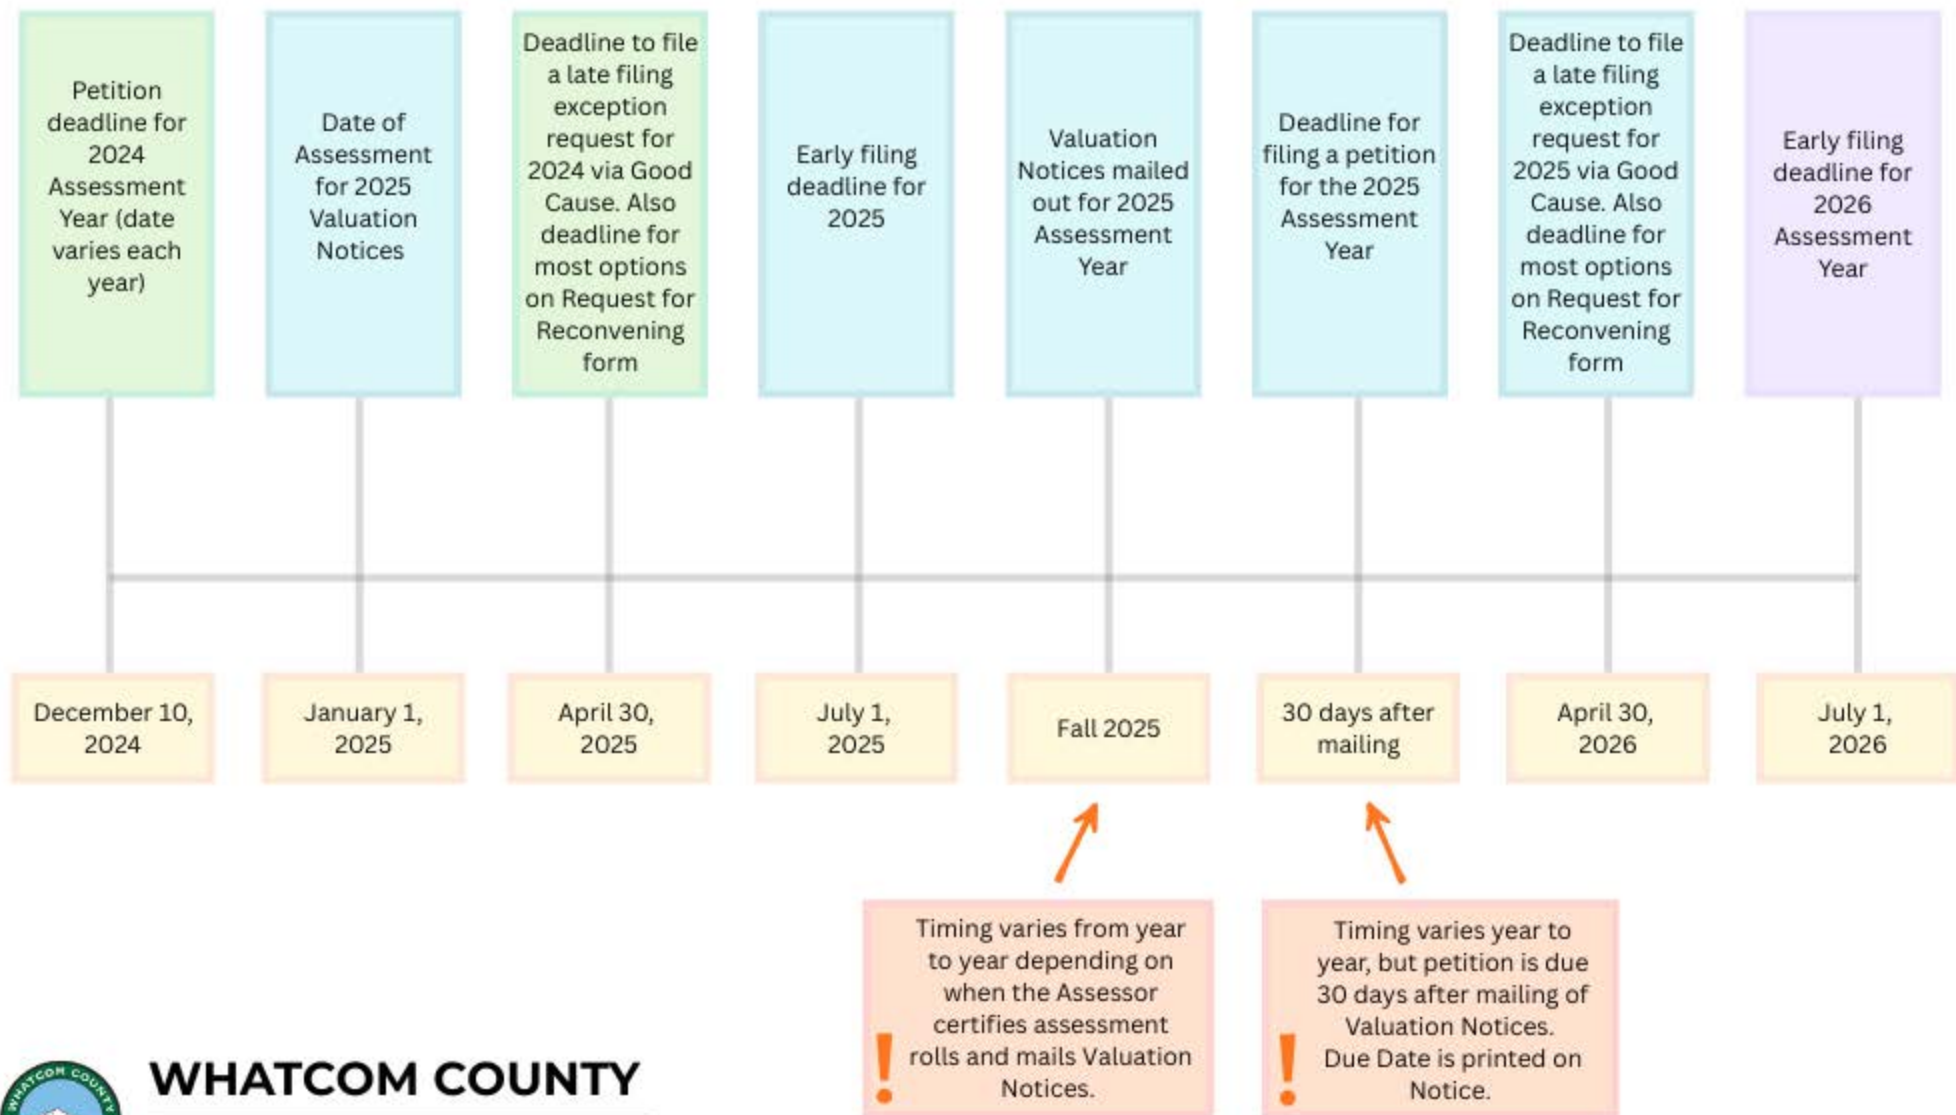 Petition
deadline for
2024
Assessment
Year (date
varies each
year)
Date of
Assessment
for 2025
Valuation
Notices
Deadline to file
a late filing
exception
request for
2024 via Good
Cause. Also
deadline for
most options
on Request for
Reconvening
form
Early filing
deadline for
2025
Valuation
Notices mailed
out for 2025
Assessment
Year
Deadline for
filing a petition
for the 2025
Assessment
Year
Deadline to file
a late filing
exception
request for
2025 via Good
Cause. Also
deadline for
most options
on Request for
Reconvening
form
Early filing
deadline for
2026
Assessment
Year
December 10,
2024
January 1,
2025
April 30,
2025
July 1,
2025
Fall 2025
30 days after
mailing
April 30,
2026
July 1,
2026
Timing varies from year
to year depending on
when the Assessor
certifies assessment
! rolls and mails Valuation
Notices.
Timing varies year to
year, but petition is due
30 days after mailing of
Valuation Notices.
! Due Date is printed on
Notice.
WHATCOM COUNTY
WHATCOM COUNTY